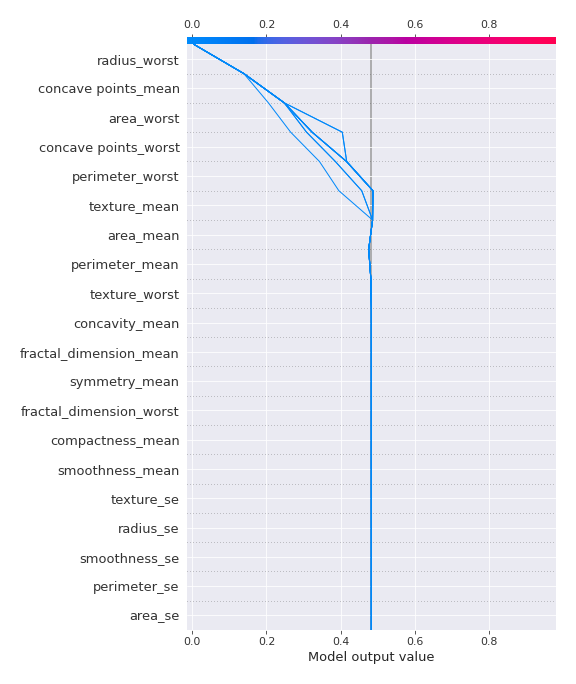 0.0 0.2 0.4 0.6 0.8
radius_worst
concave points_mean
area_worst
concave points_worst
perimeter_worst
texture_mean
area_mean
perimeter_mean
texture_worst
concavity_mean
fractal_dimension_mean
symmetry_mean
fractal_dimension_worst
compactness_mean
smoothness_mean
texture_se
radius_se
smoothness_se
perimeter_se
area_se
0.0 0.2 0.4 0.6 0.8
Model output value